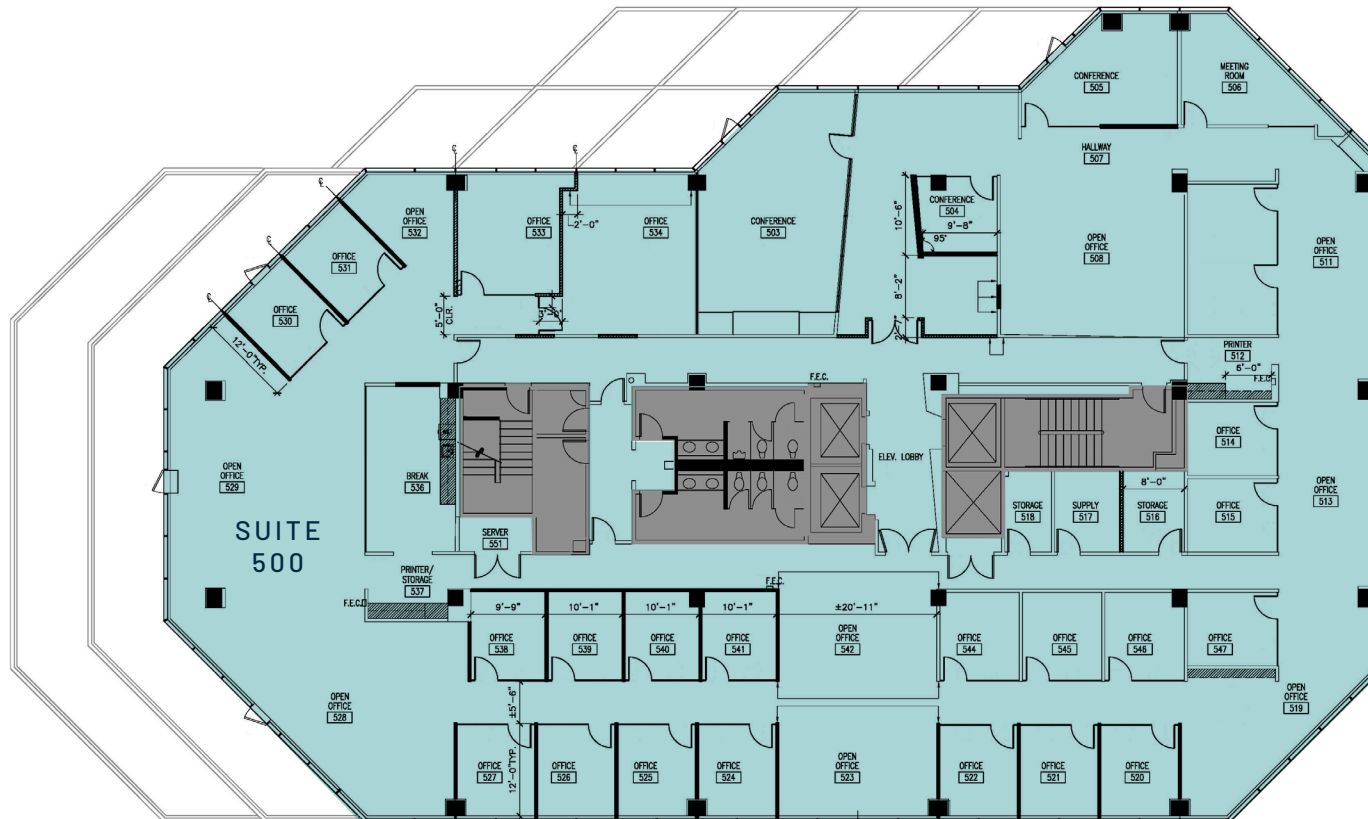 CONFERENCE
505
MEETING
ROOM
506
HALLWAY
507
℄
℄
℄
℄
℄
OPEN
OFFICE
532
OFFICE
533
2'-0"
OFFICE
534
CONFERENCE
503
10'-6"
CONFERENCE
504
9'-8"
95°
OPEN
OFFICE
508
OPEN
OFFICE
511
OFFICE
531
OFFICE
530
12'-0"TYP.
5'-0"
CLR.
8'-2"
PRINTER
512
6'-0"
F.E.C.
F.E.C.
OFFICE
514
OPEN
OFFICE
529
BREAK
536
ELEV. LOBBY
8'-0"
STORAGE
518
SUPPLY
517
STORAGE
516
OFFICE
515
OPEN
OFFICE
513
SUITE
500
SERVER
551
PRINTER/
STORAGE
537
F.E.C.
F.E.C.
9'-9"
10'-1"
10'-1"
10'-1"
±20'-11"
OFFICE
538
OFFICE
539
OFFICE
540
OFFICE
541
OPEN
OFFICE
542
OFFICE
544
OFFICE
545
OFFICE
546
OFFICE
547
OPEN
OFFICE
528
±5'-6"
OPEN
OFFICE
519
12'-0"TYP.
OFFICE
527
OFFICE
526
OFFICE
525
OFFICE
524
OPEN
OFFICE
523
OFFICE
522
OFFICE
521
OFFICE
520